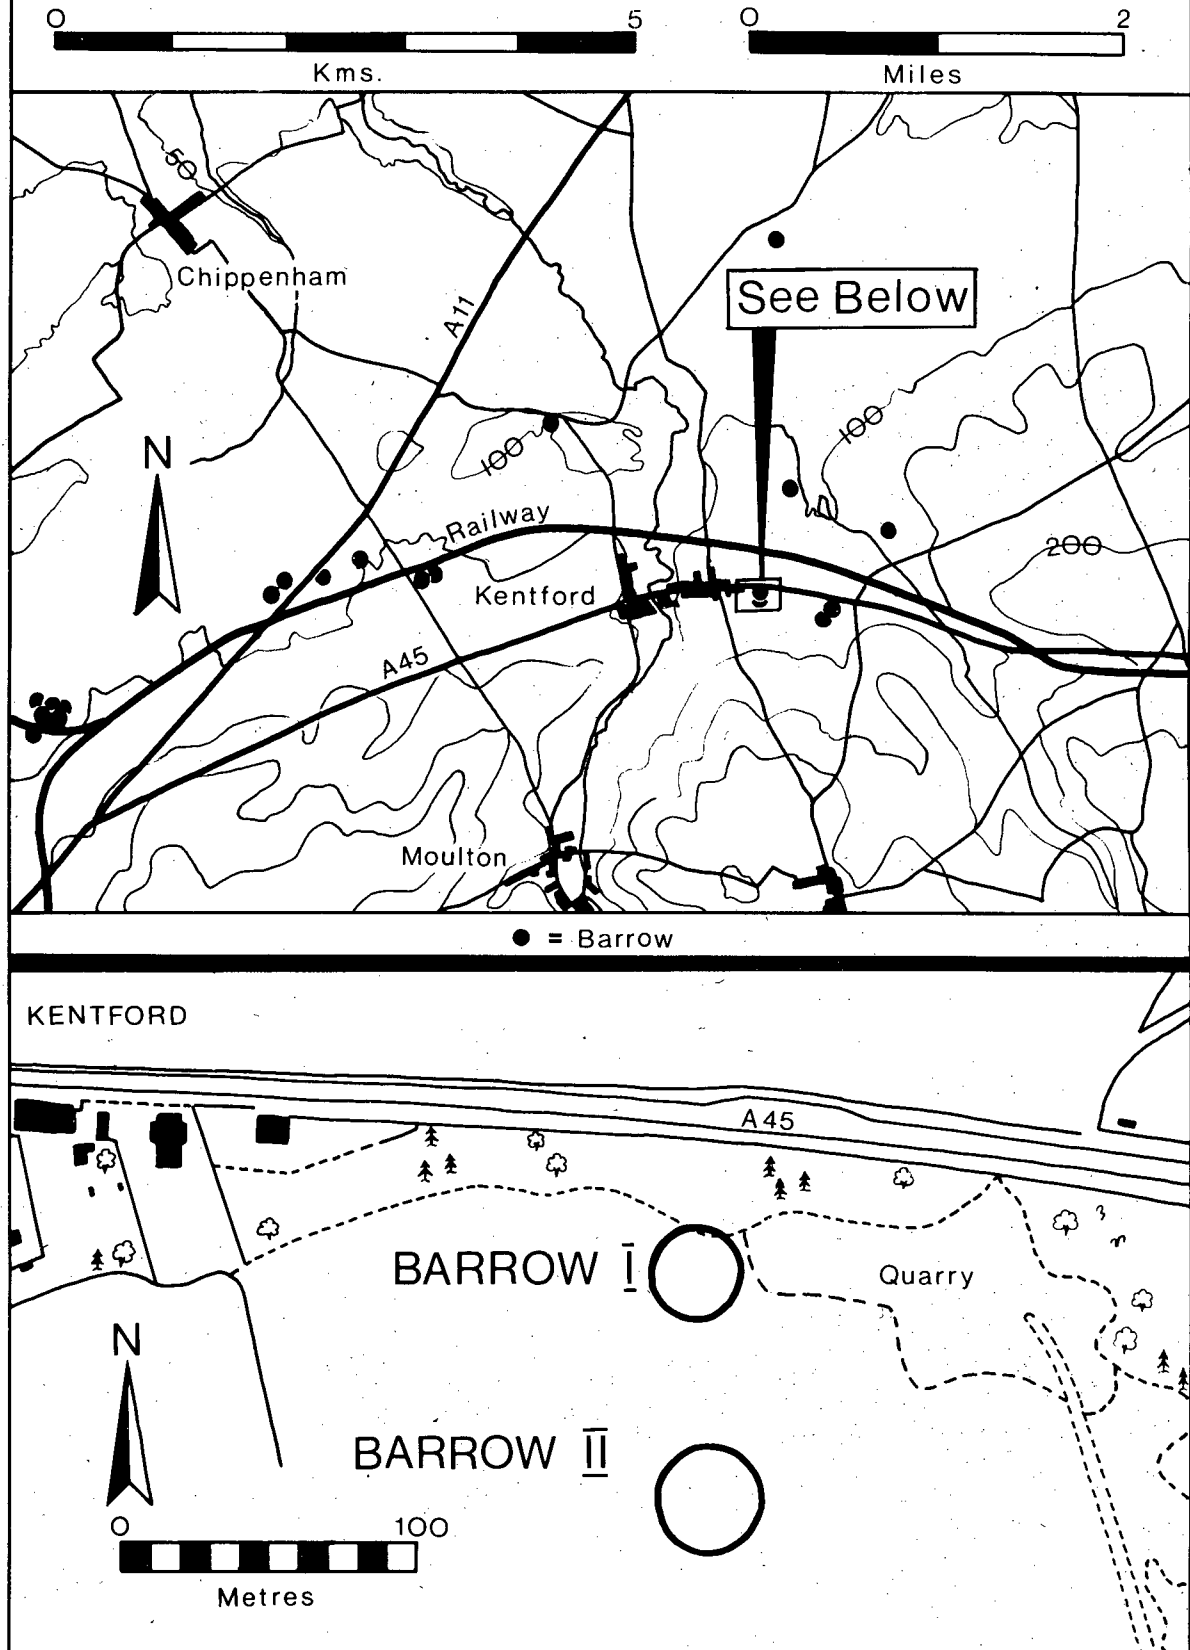 0 5 0 2
Kms. Miles
50
Chippenham
See Below
A11
100
100
N
Railway
200
Kentford
A45
Moulton
● = Barrow
KENTFORD
A45
BARROW I
Quarry
N
BARROW II
0 100
Metres